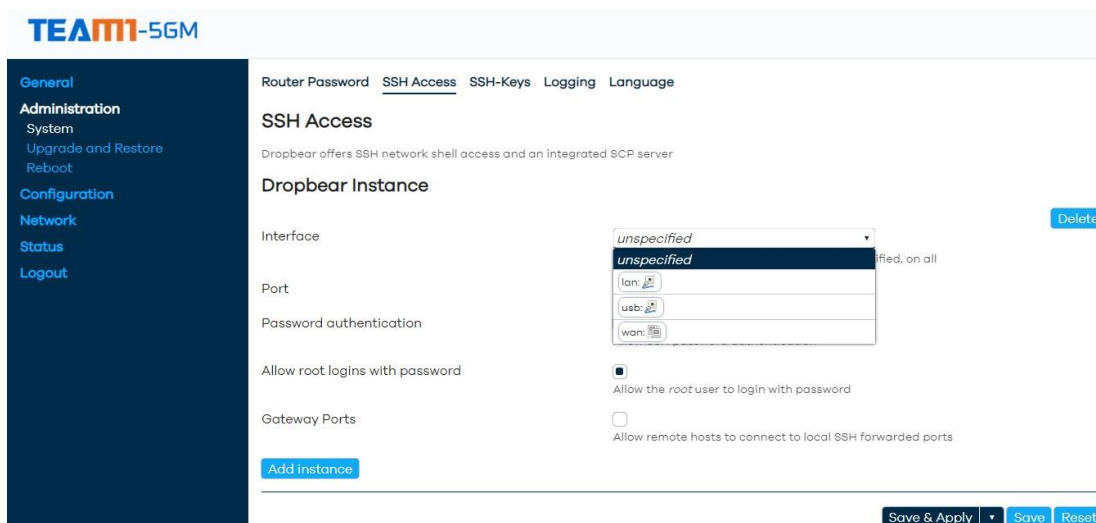 TEAM1-5GM
General
Router Password SSH Access SSH-Keys Logging Language
Administration
System
SSH Access
Upgrade and Restore
Dropbear offers SSH network shell access and an integrated SCP server
Reboot
Dropbear Instance
Configuration
Network
Delete
Interface
unspecified
Status
unspecified
ified, on all
Logout
lan:
Port
usb:
Password authentication
wan:
Allow root logins with password
Allow the root user to login with password
Gateway Ports
Allow remote hosts to connect to local SSH forwarded ports
Add instance
Save & Apply Save Reset